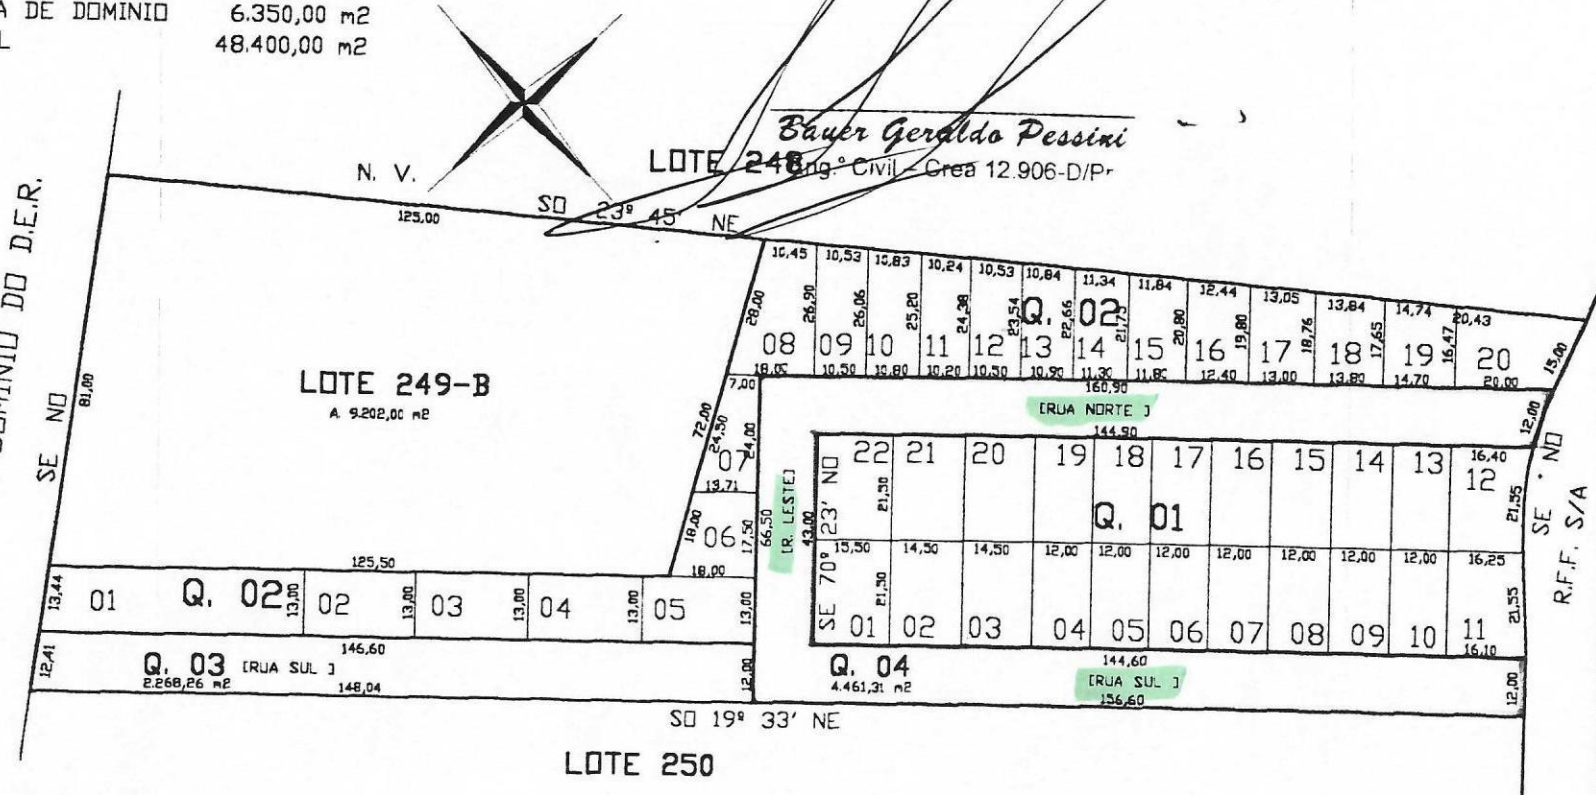 A DE DOMINIO 6.350,00 m2
L 48.400,00 m2
Bauer Geraldo Pessini
Eng.º Civil - Crea 12.906-D/Pr
LOTE 248
N. V.
125,00
SO 23º 45' NE
DOMINIO DO D.E.R.
SE NO
81,00
LOTE 249-B
A. 9.202,00 m2
10,45 10,53 10,83 10,24 10,53 10,84 11,34 11,84 12,44 13,05 13,84 14,74 20,43
28,00 26,90 26,06 25,20 24,38 23,54 22,66 21,73 20,80 19,80 18,76 17,65 16,47 15,00
Q. 02
08 09 10 11 12 13 14 15 16 17 18 19 20
18,00 10,50 10,80 10,20 10,50 10,90 11,30 11,80 12,40 13,00 13,80 14,70 20,00
7,00
160,90
[RUA NORTE ]
12,00
144,90
72,00
24,50
24,00
07
19,71
18,00
06
17,50
18,00
66,50
[R. LESTE]
43,00
SE 70º 23' NO
22 21 20 19 18 17 16 15 14 13 12
16,40
21,50
21,55
Q. 01
15,50 14,50 14,50 12,00 12,00 12,00 12,00 12,00 12,00 12,00 16,25
21,50
21,55
01 02 03 04 05 06 07 08 09 10 11
16,10
SE NO
R.F.F. S/A
125,50
13,44
01
Q. 02
13,00
02
13,00
03
13,00
04
13,00
05
13,00
146,60
12,41
Q. 03 [RUA SUL ]
2.268,26 m2
148,04
12,00
Q. 04
4.461,31 m2
144,60
[RUA SUL ]
156,60
12,00
SO 19º 33' NE
LOTE 250